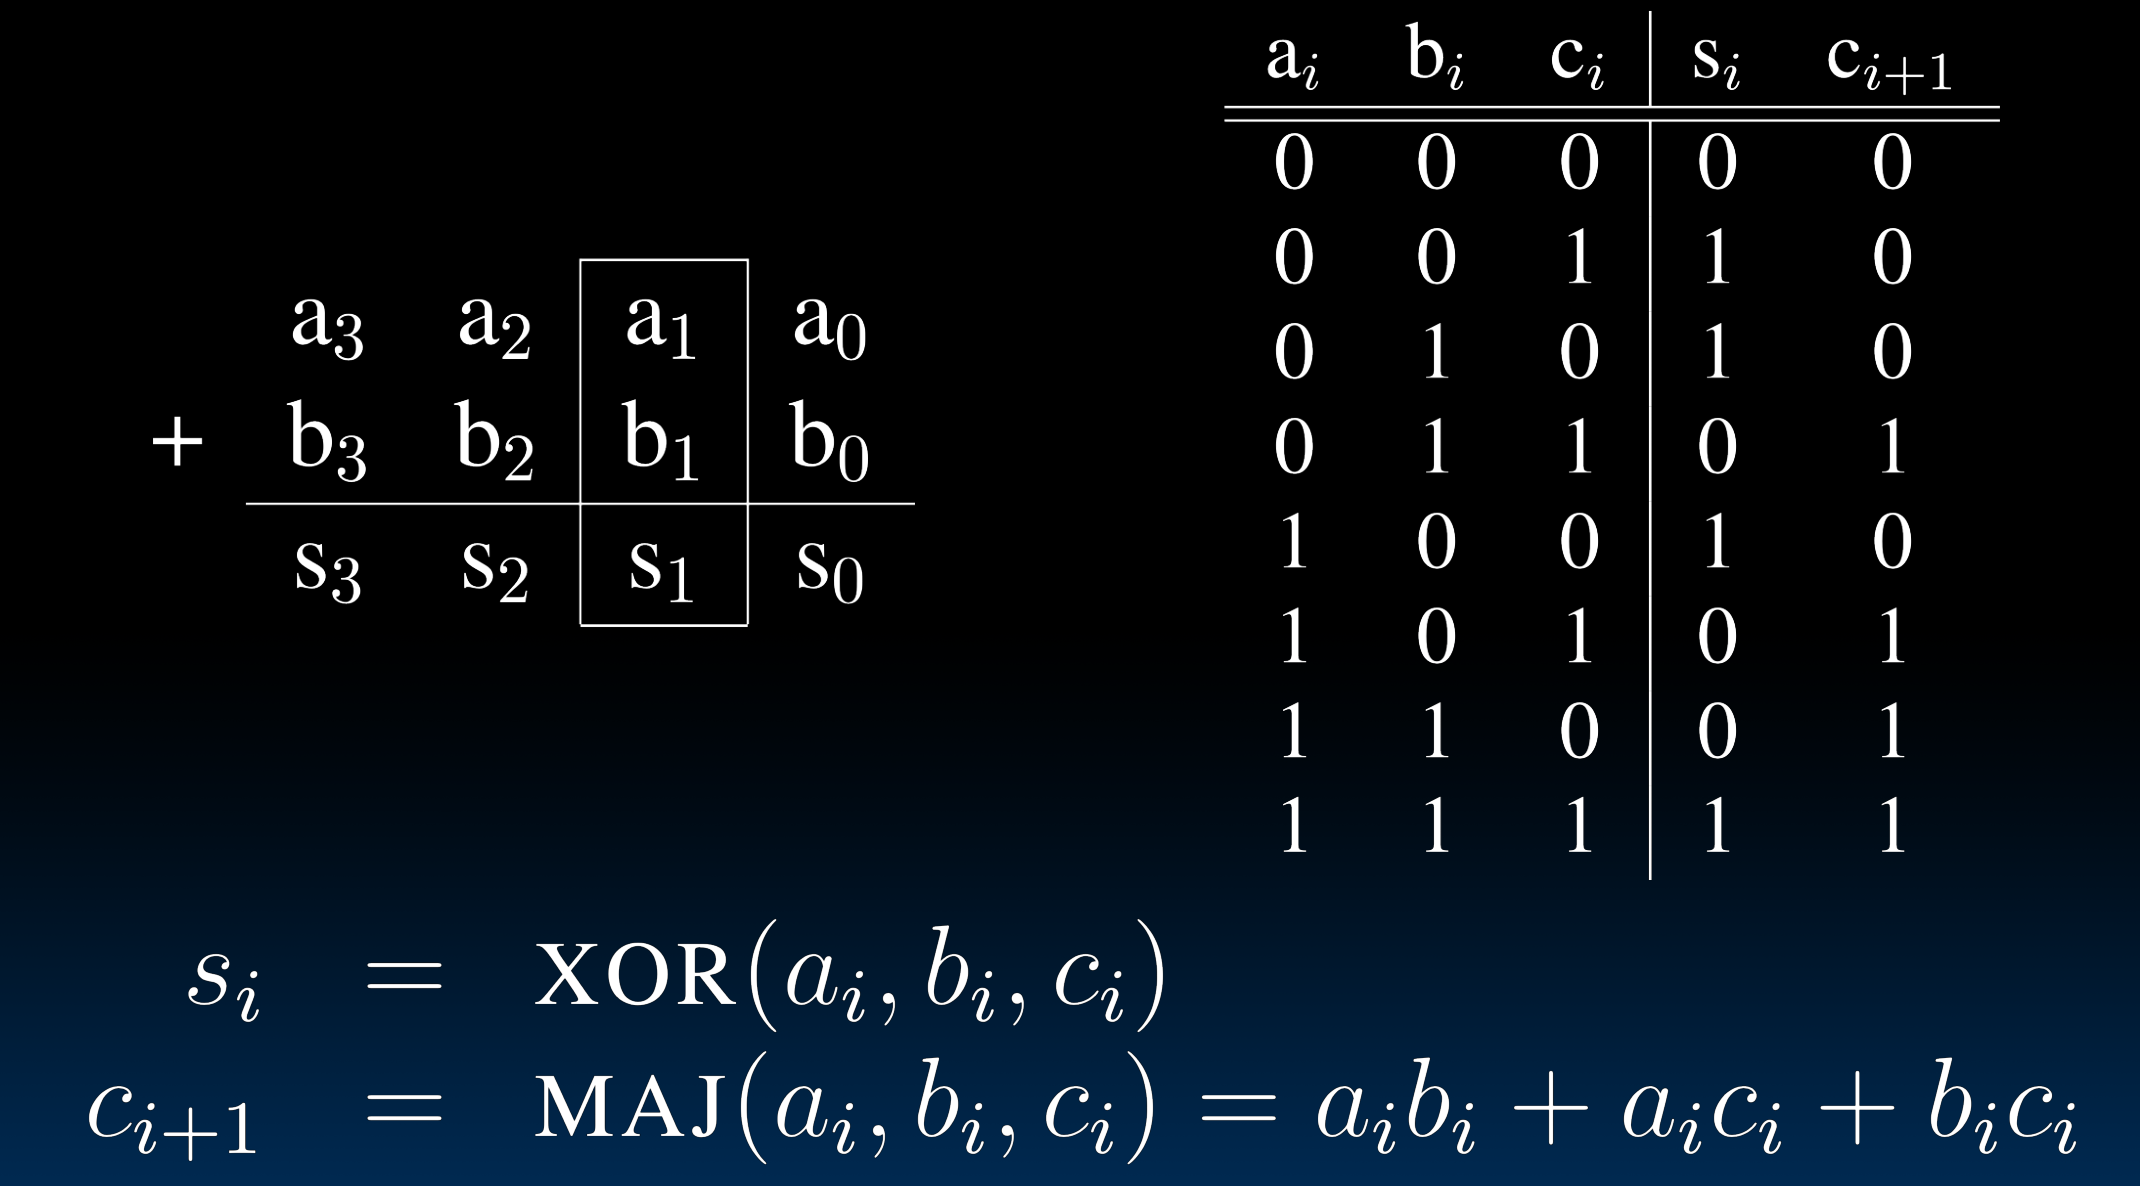 a₃ a₂ a₁ a₀
+ b₃ b₂ b₁ b₀
s₃ s₂ s₁ s₀
aᵢ bᵢ cᵢ sᵢ cᵢ₊₁
0 0 0 0 0
0 0 1 1 0
0 1 0 1 0
0 1 1 0 1
1 0 0 1 0
1 0 1 0 1
1 1 0 0 1
1 1 1 1 1
sᵢ = XOR(aᵢ, bᵢ, cᵢ)
cᵢ₊₁ = MAJ(aᵢ, bᵢ, cᵢ) = aᵢbᵢ + aᵢcᵢ + bᵢcᵢ